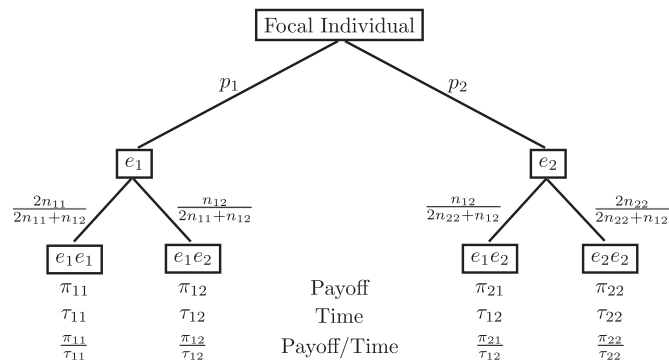 Focal Individual
p₁ p₂
e₁ e₂
2n₁₁/(2n₁₁+n₁₂) n₁₂/(2n₁₁+n₁₂) n₁₂/(2n₂₂+n₁₂) 2n₂₂/(2n₂₂+n₁₂)
e₁e₁ e₁e₂ e₁e₂ e₂e₂
π₁₁ π₁₂ Payoff π₂₁ π₂₂
τ₁₁ τ₁₂ Time τ₁₂ τ₂₂
π₁₁/τ₁₁ π₁₂/τ₁₂ Payoff/Time π₂₁/τ₁₂ π₂₂/τ₂₂